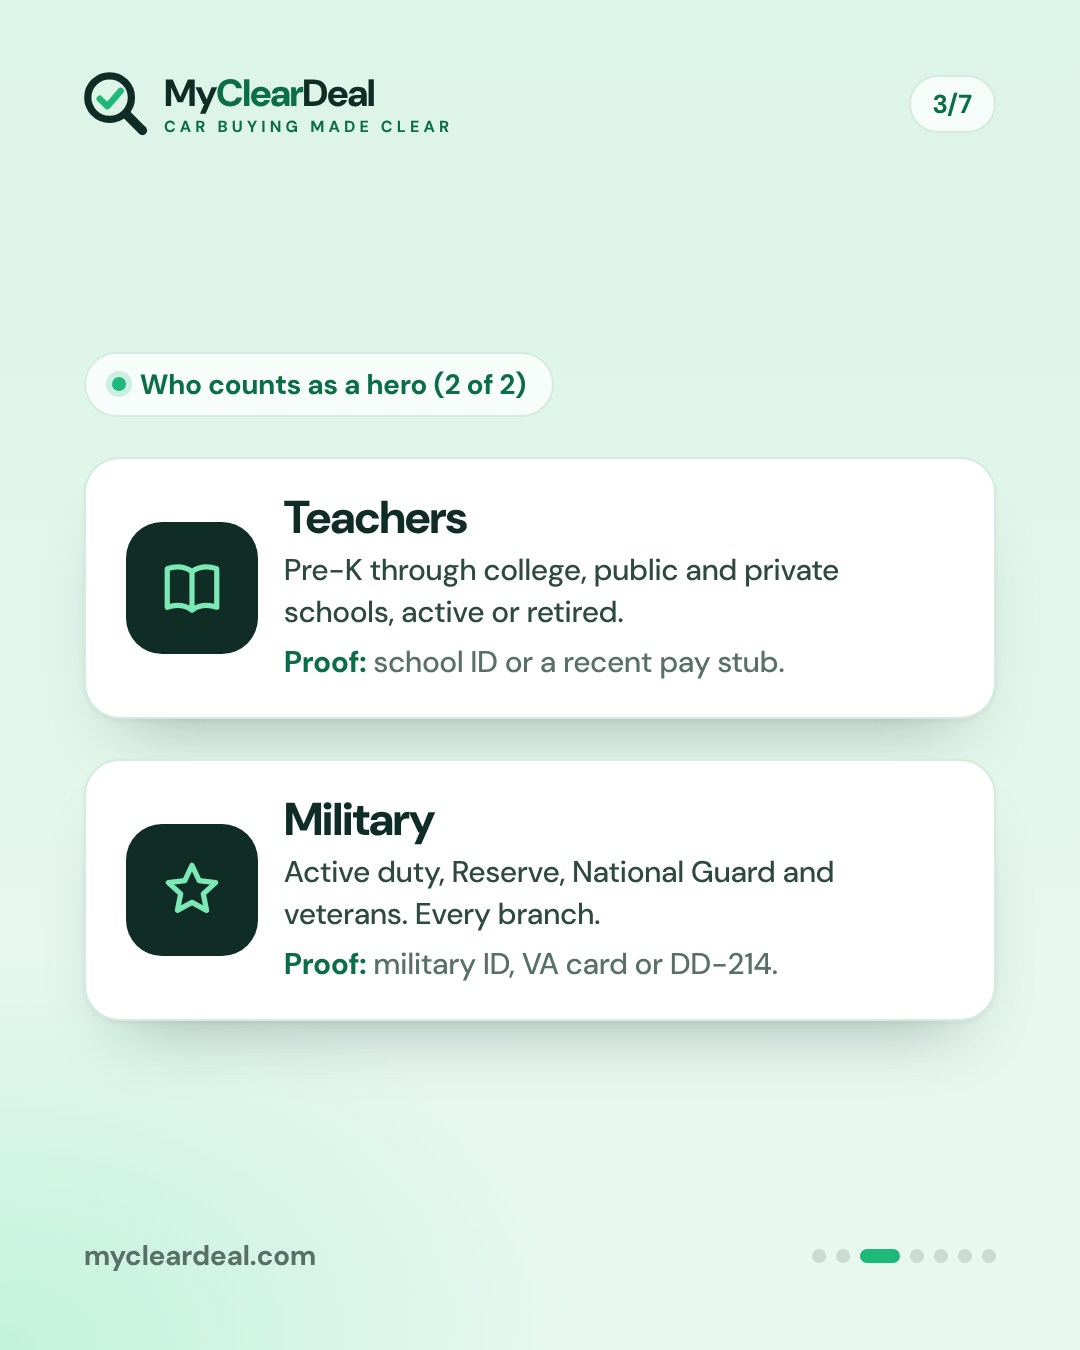 MyClearDeal
CAR BUYING MADE CLEAR
3/7
Who counts as a hero (2 of 2)
Teachers
Pre-K through college, public and private
schools, active or retired.
Proof: school ID or a recent pay stub.
Military
Active duty, Reserve, National Guard and
veterans. Every branch.
Proof: military ID, VA card or DD-214.
mycleardeal.com